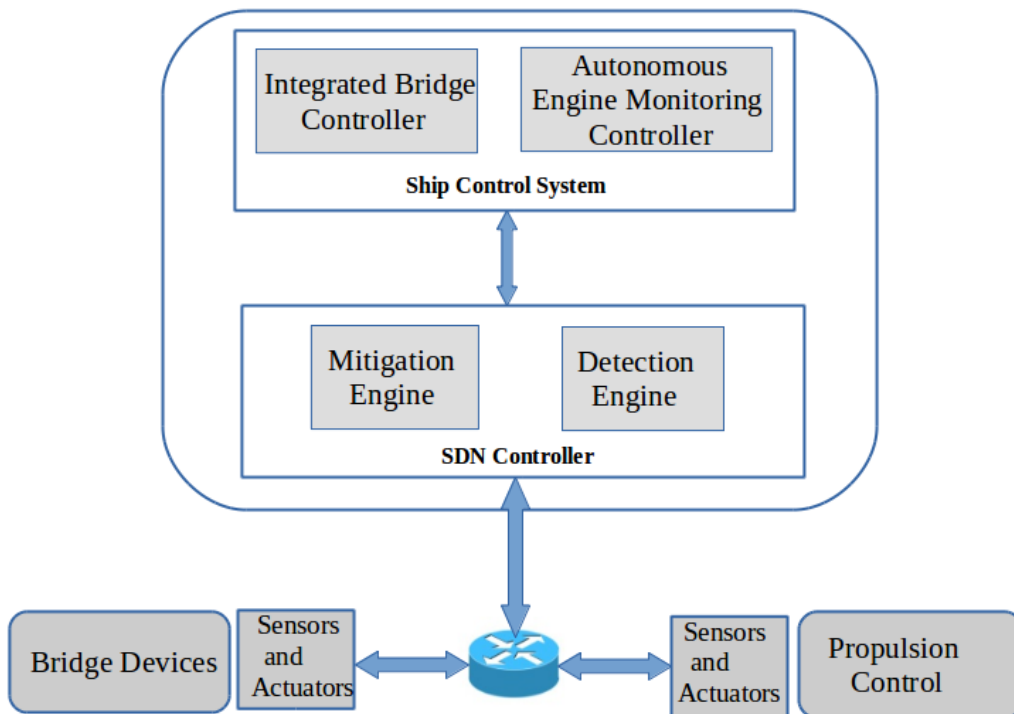 Integrated Bridge
Controller
Autonomous
Engine Monitoring
Controller
Ship Control System
Mitigation
Engine
Detection
Engine
SDN Controller
Bridge Devices
Sensors
and
Actuators
Sensors
and
Actuators
Propulsion
Control